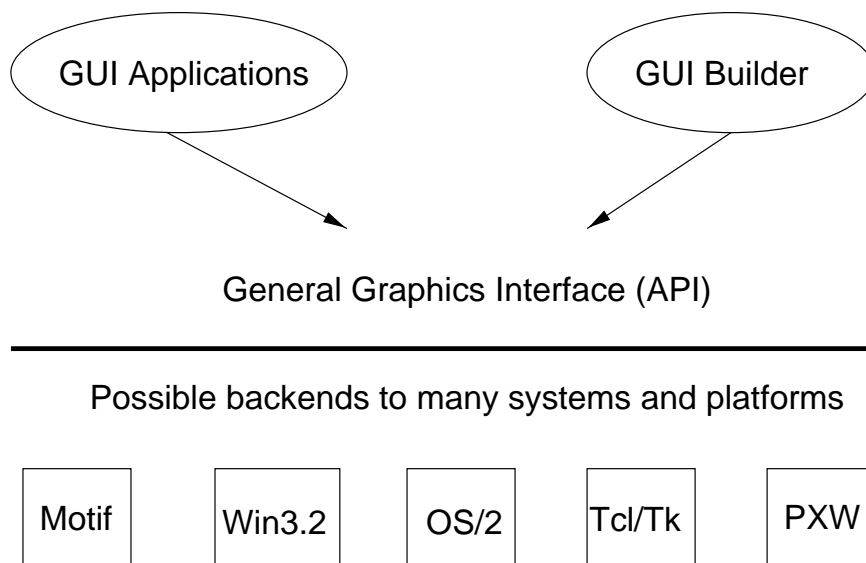 GUI Applications
GUI Builder
General Graphics Interface (API)
Possible backends to many systems and platforms
Motif
Win3.2
OS/2
Tcl/Tk
PXW